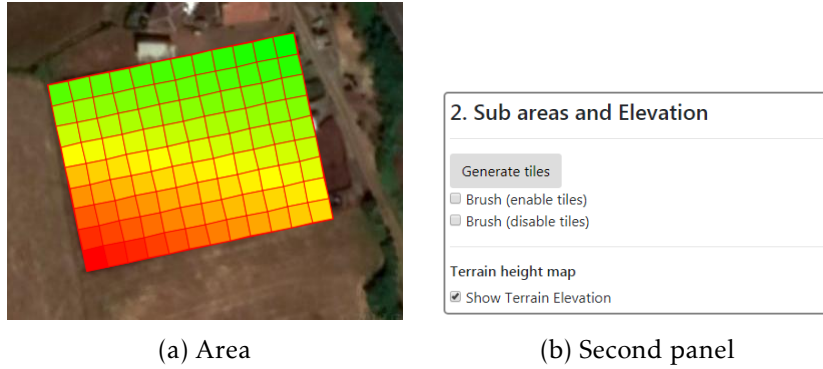 2. Sub areas and Elevation
Generate tiles
Brush (enable tiles)
Brush (disable tiles)
Terrain height map
Show Terrain Elevation
(a) Area
(b) Second panel